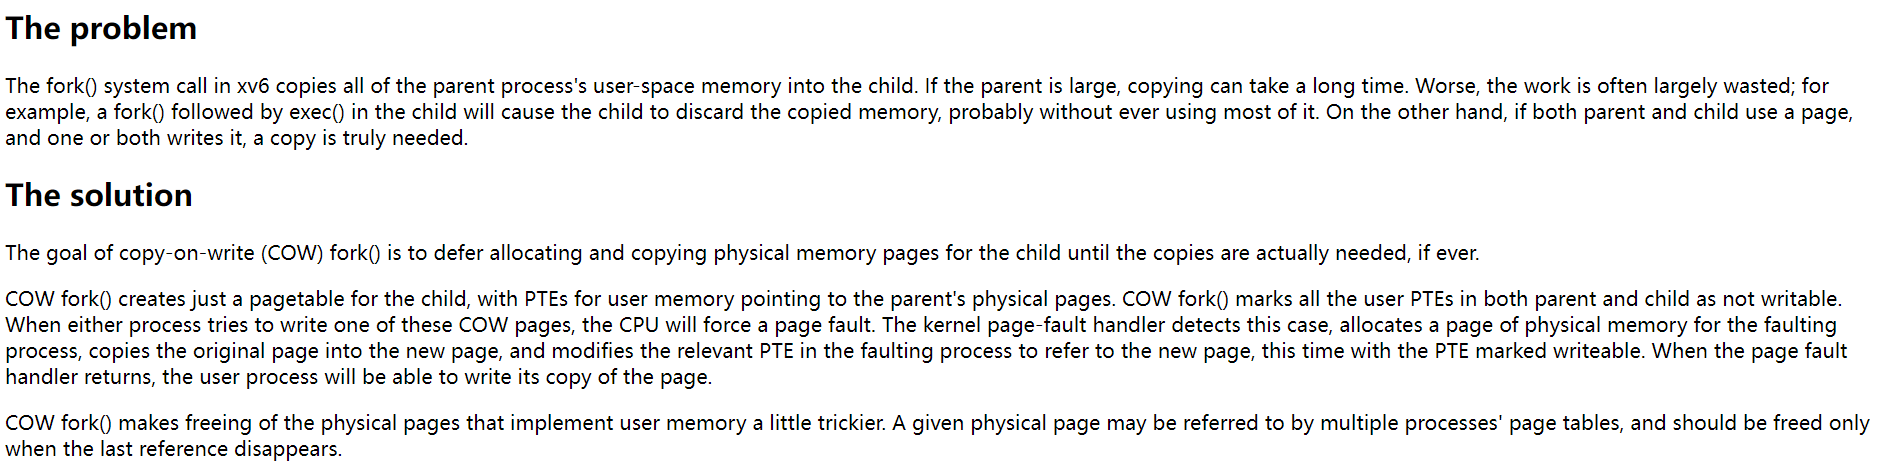 The problem
The fork() system call in xv6 copies all of the parent process's user-space memory into the child. If the parent is large, copying can take a long time. Worse, the work is often largely wasted; for
example, a fork() followed by exec() in the child will cause the child to discard the copied memory, probably without ever using most of it. On the other hand, if both parent and child use a page,
and one or both writes it, a copy is truly needed.
The solution
The goal of copy-on-write (COW) fork() is to defer allocating and copying physical memory pages for the child until the copies are actually needed, if ever.
COW fork() creates just a pagetable for the child, with PTEs for user memory pointing to the parent's physical pages. COW fork() marks all the user PTEs in both parent and child as not writable.
When either process tries to write one of these COW pages, the CPU will force a page fault. The kernel page-fault handler detects this case, allocates a page of physical memory for the faulting
process, copies the original page into the new page, and modifies the relevant PTE in the faulting process to refer to the new page, this time with the PTE marked writeable. When the page fault
handler returns, the user process will be able to write its copy of the page.
COW fork() makes freeing of the physical pages that implement user memory a little trickier. A given physical page may be referred to by multiple processes' page tables, and should be freed only
when the last reference disappears.